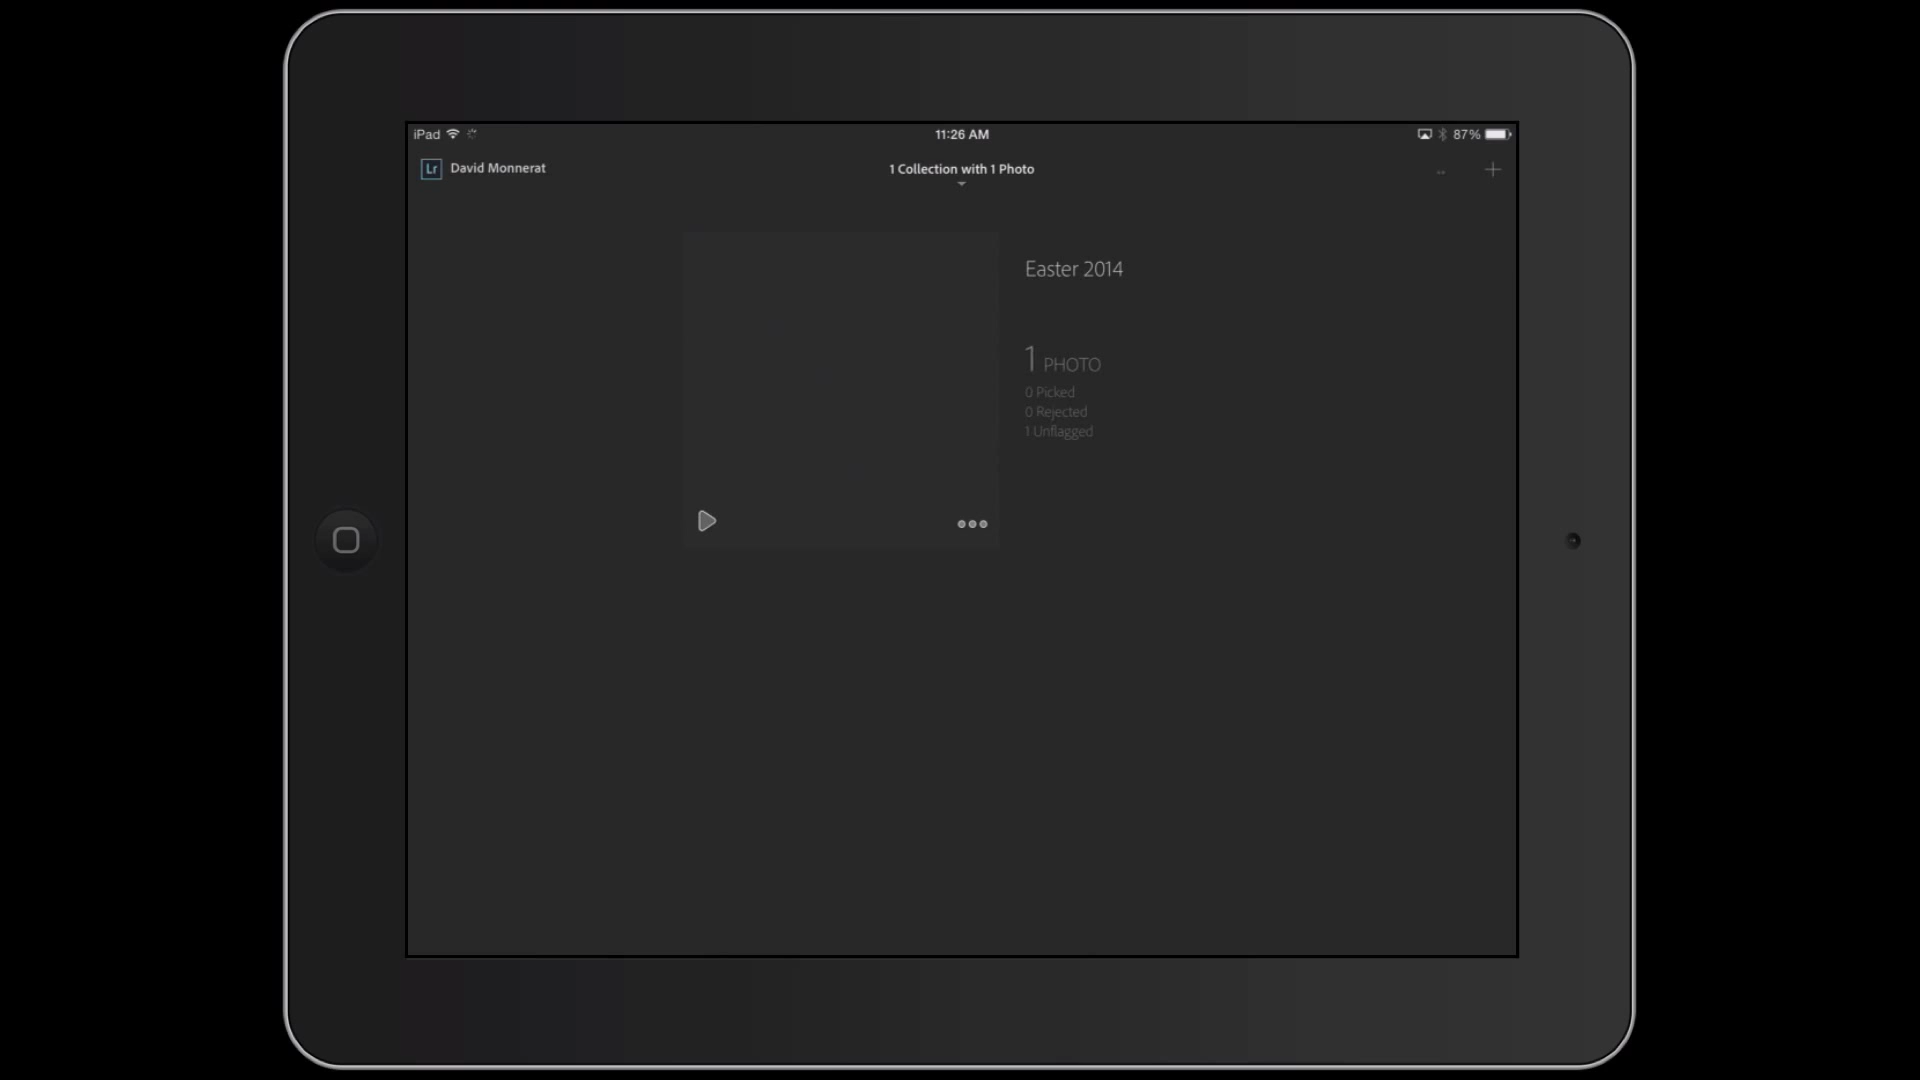 iPad 11:26 AM 87%
Lr David Monnerat 1 Collection with 1 Photo
Easter 2014
1 PHOTO
0 Picked
0 Rejected
1 Unflagged